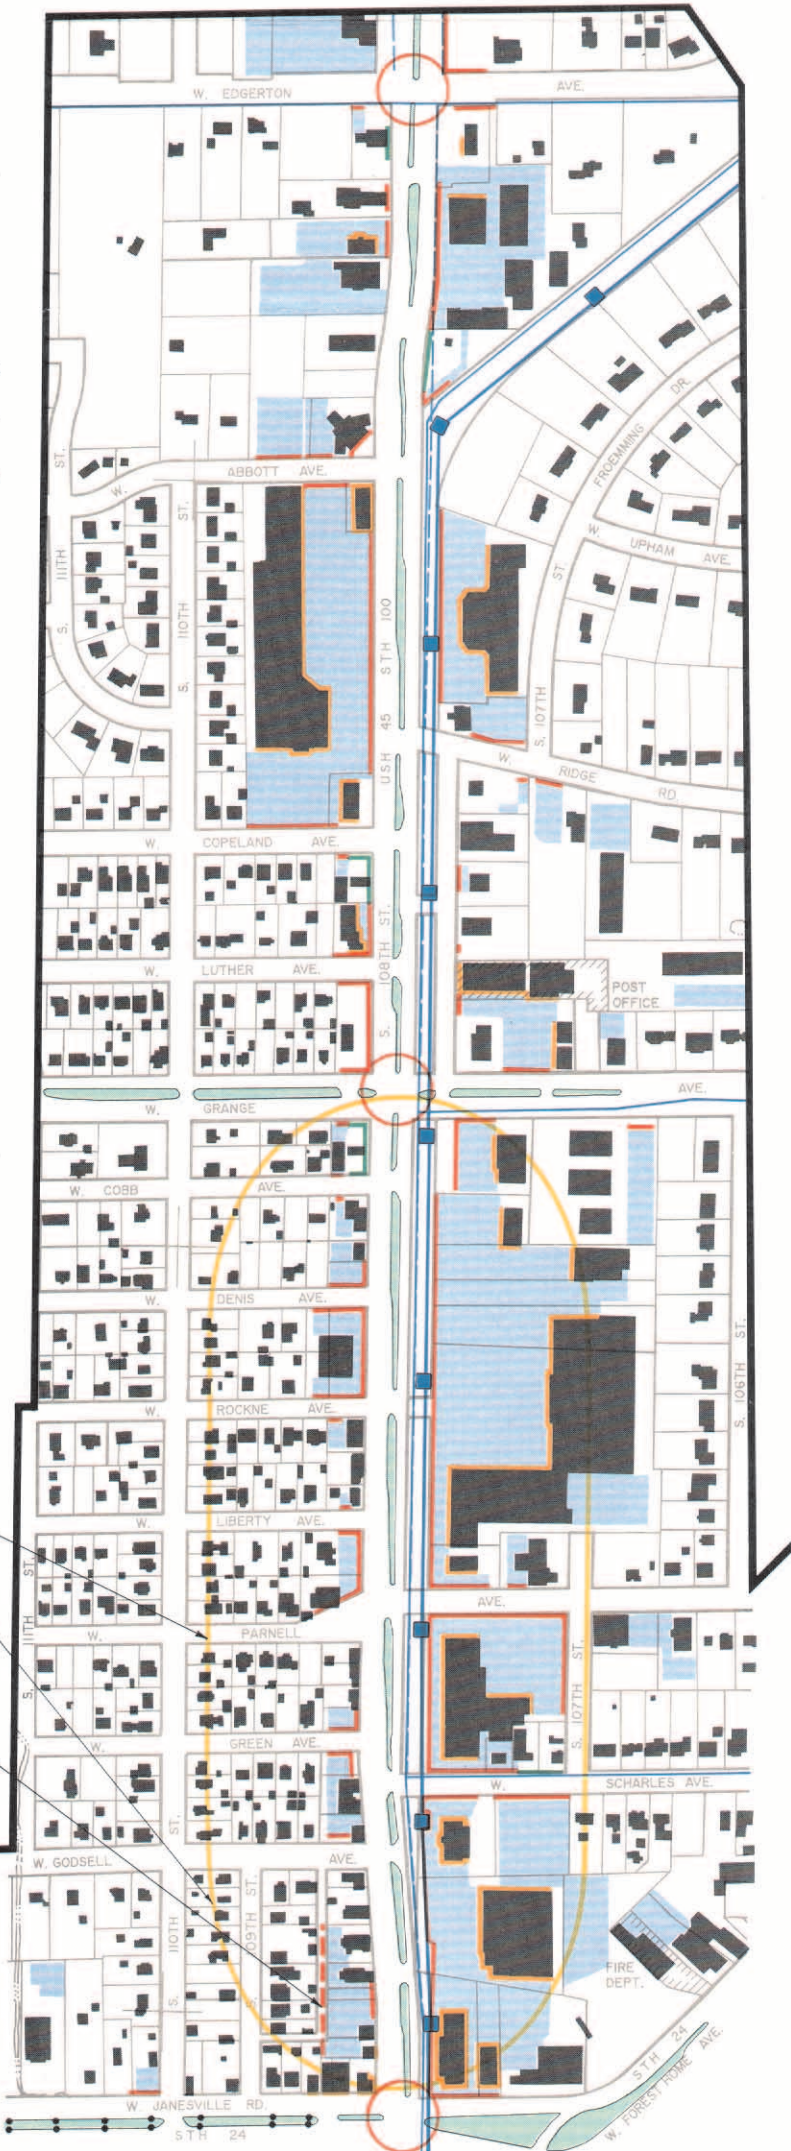 W. EDGERTON
AVE.
ST.
W.
ABBOTT AVE.
ST.
111TH
S.
110TH
S.
USH 45 STH 100
FROEMMING DR.
W. UPHAM AVE.
ST.
S. 107TH
W. RIDGE RD.
W. COPELAND AVE.
S. 108TH ST.
W. LUTHER AVE.
POST
OFFICE
W. GRANGE
AVE.
W. COBB
AVE.
W. DENIS AVE.
W. ROCKNE AVE.
S. 106TH ST.
W. LIBERTY AVE.
S. 11TH ST.
AVE.
W. PARNELL
S. 107TH ST.
W. GREEN AVE.
W. SCHARLES AVE.
W. GODSELL
AVE.
S. 110TH ST.
S. 109TH ST.
FIRE
DEPT.
STH 24
W. FOREST HOME AVE.
W. JANESVILLE RD.
STH 24